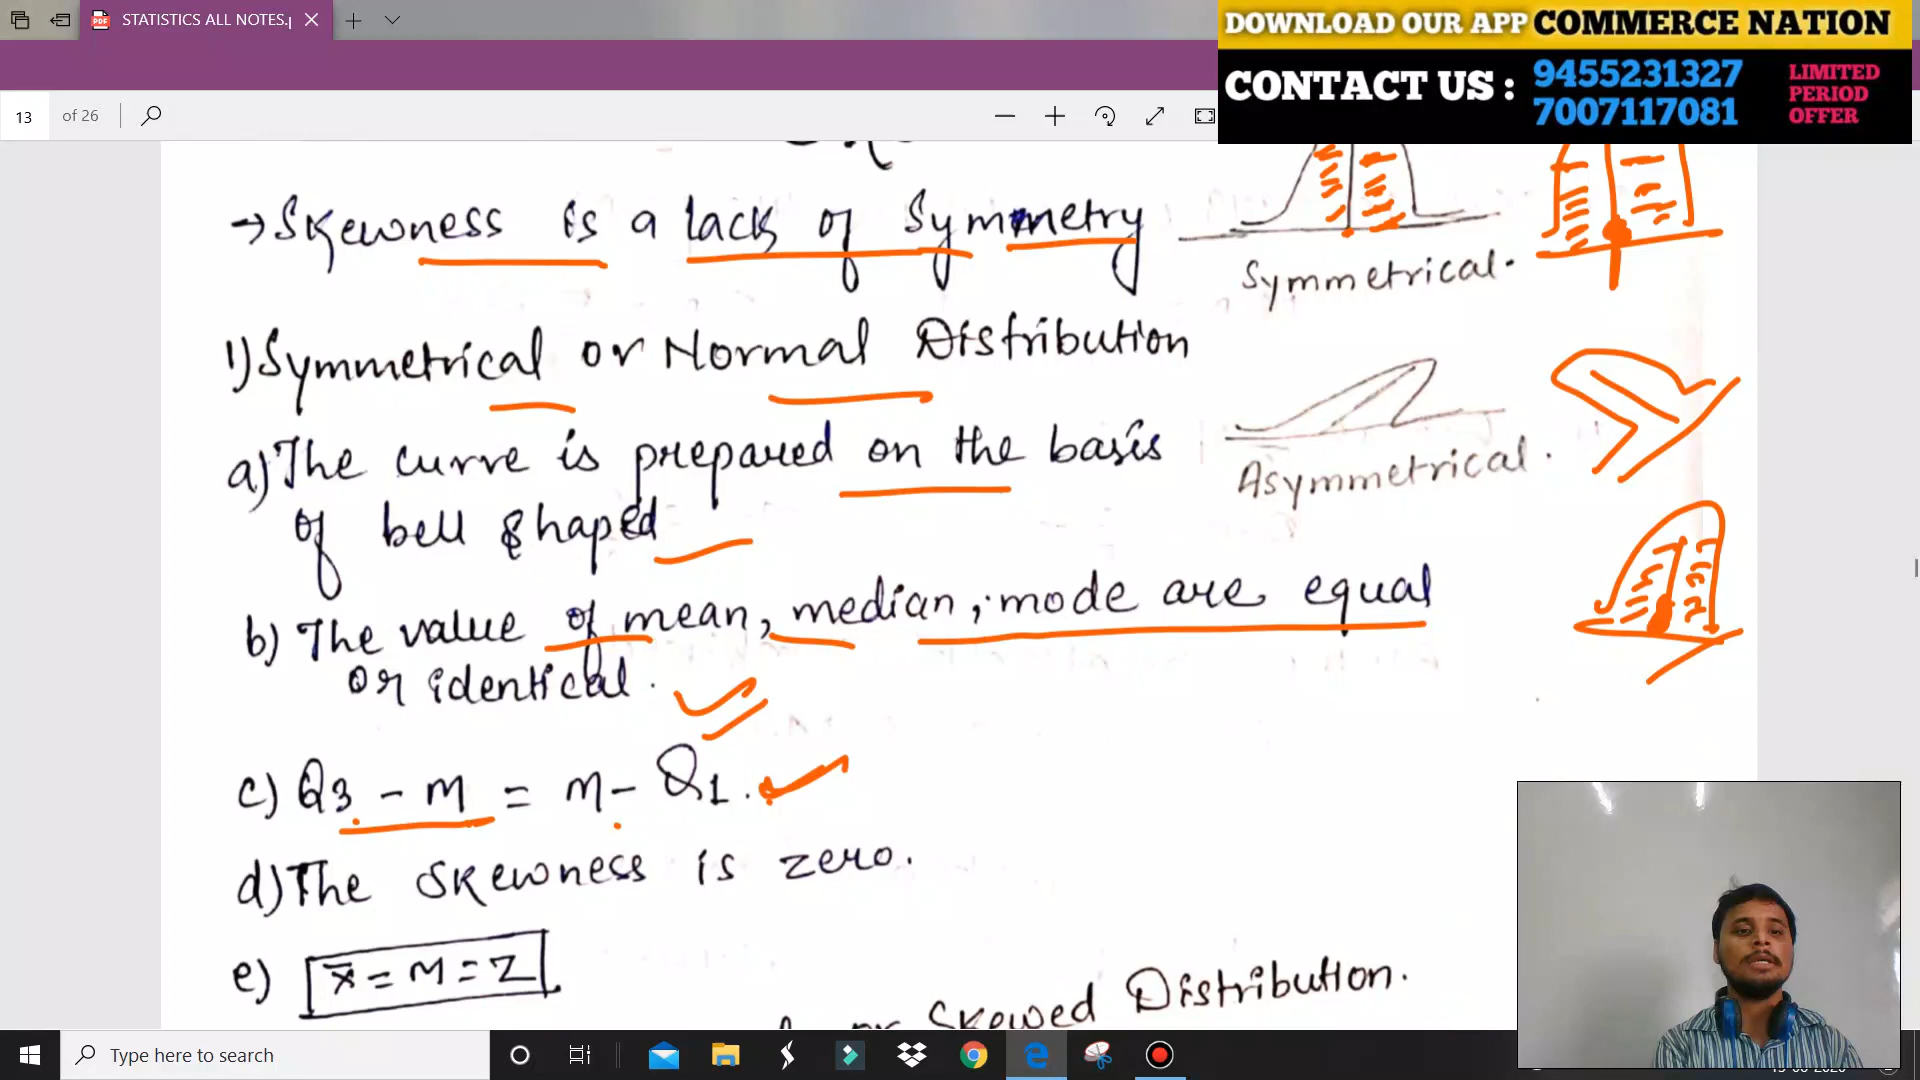 STATISTICS ALL NOTES.p
DOWNLOAD OUR APP COMMERCE NATION
CONTACT US : 9455231327
7007117081
LIMITED
PERIOD
OFFER
13 of 26
→ Skewness is a lack of Symmetry
Symmetrical.
1) Symmetrical or Normal Distribution
a) The curve is prepared on the basis
of bell shaped
Asymmetrical.
b) The value of mean, median, mode are equal
or identical.
c) Q3 - M = M - Q1.
d) The Skewness is zero.
e) x̄ = M = Z
or Skewed Distribution.
Type here to search